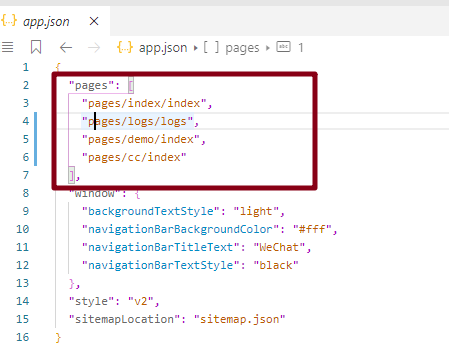 {..} app.json
{..} app.json > [ ] pages > abc 1
1 {
2 "pages": [
3 "pages/index/index",
4 "pages/logs/logs",
5 "pages/demo/index",
6 "pages/cc/index"
7 ],
8 "window": {
9 "backgroundTextStyle": "light",
10 "navigationBarBackgroundColor": "#fff",
11 "navigationBarTitleText": "WeChat",
12 "navigationBarTextStyle": "black"
13 },
14 "style": "v2",
15 "sitemapLocation": "sitemap.json"
16 }